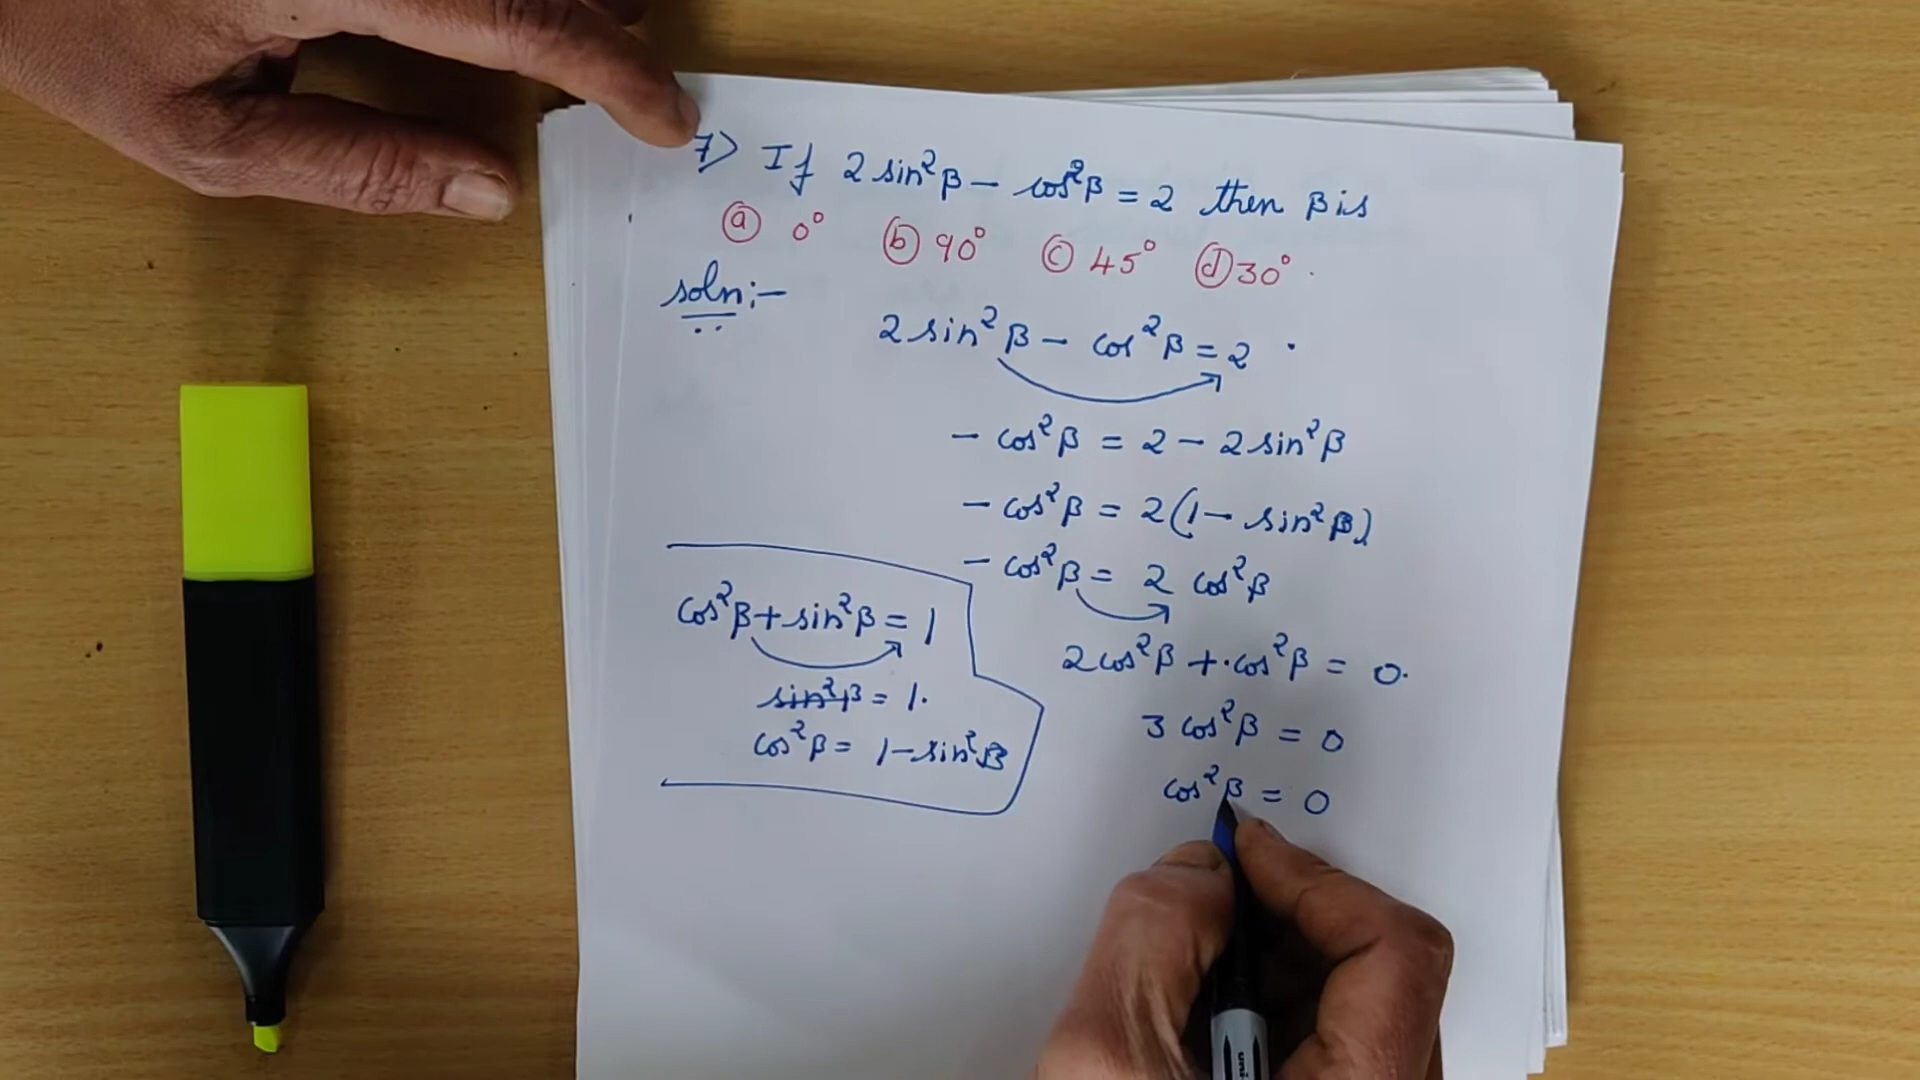 7> If 2 sin²β - cos²β = 2 then β is
ⓐ 0° ⓑ 90° ⓒ 45° ⓓ 30°.
soln:-
2 sin²β - cos²β = 2
- cos²β = 2 - 2 sin²β
- cos²β = 2(1 - sin²β)
- cos²β = 2 cos²β
2cos²β + cos²β = 0.
3 cos²β = 0
cos²β = 0
cos²β + sin²β = 1
sin²β = 1.
cos²β = 1 - sin²β
uni